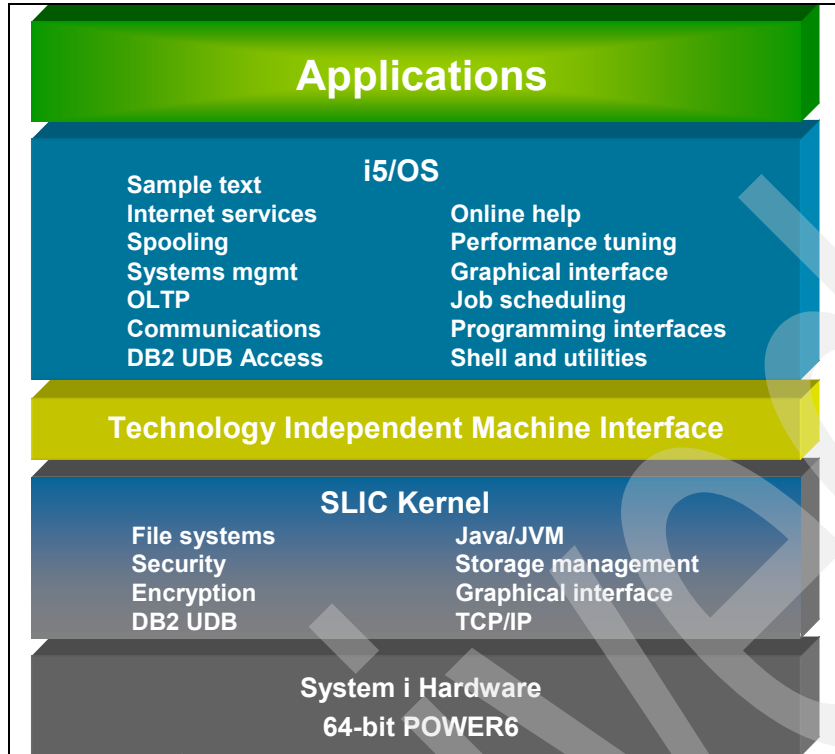 Applications
i5/OS
Sample text
Internet services
Spooling
Systems mgmt
OLTP
Communications
DB2 UDB Access
Online help
Performance tuning
Graphical interface
Job scheduling
Programming interfaces
Shell and utilities
Technology Independent Machine Interface
SLIC Kernel
File systems
Security
Encryption
DB2 UDB
Java/JVM
Storage management
Graphical interface
TCP/IP
System i Hardware
64-bit POWER6